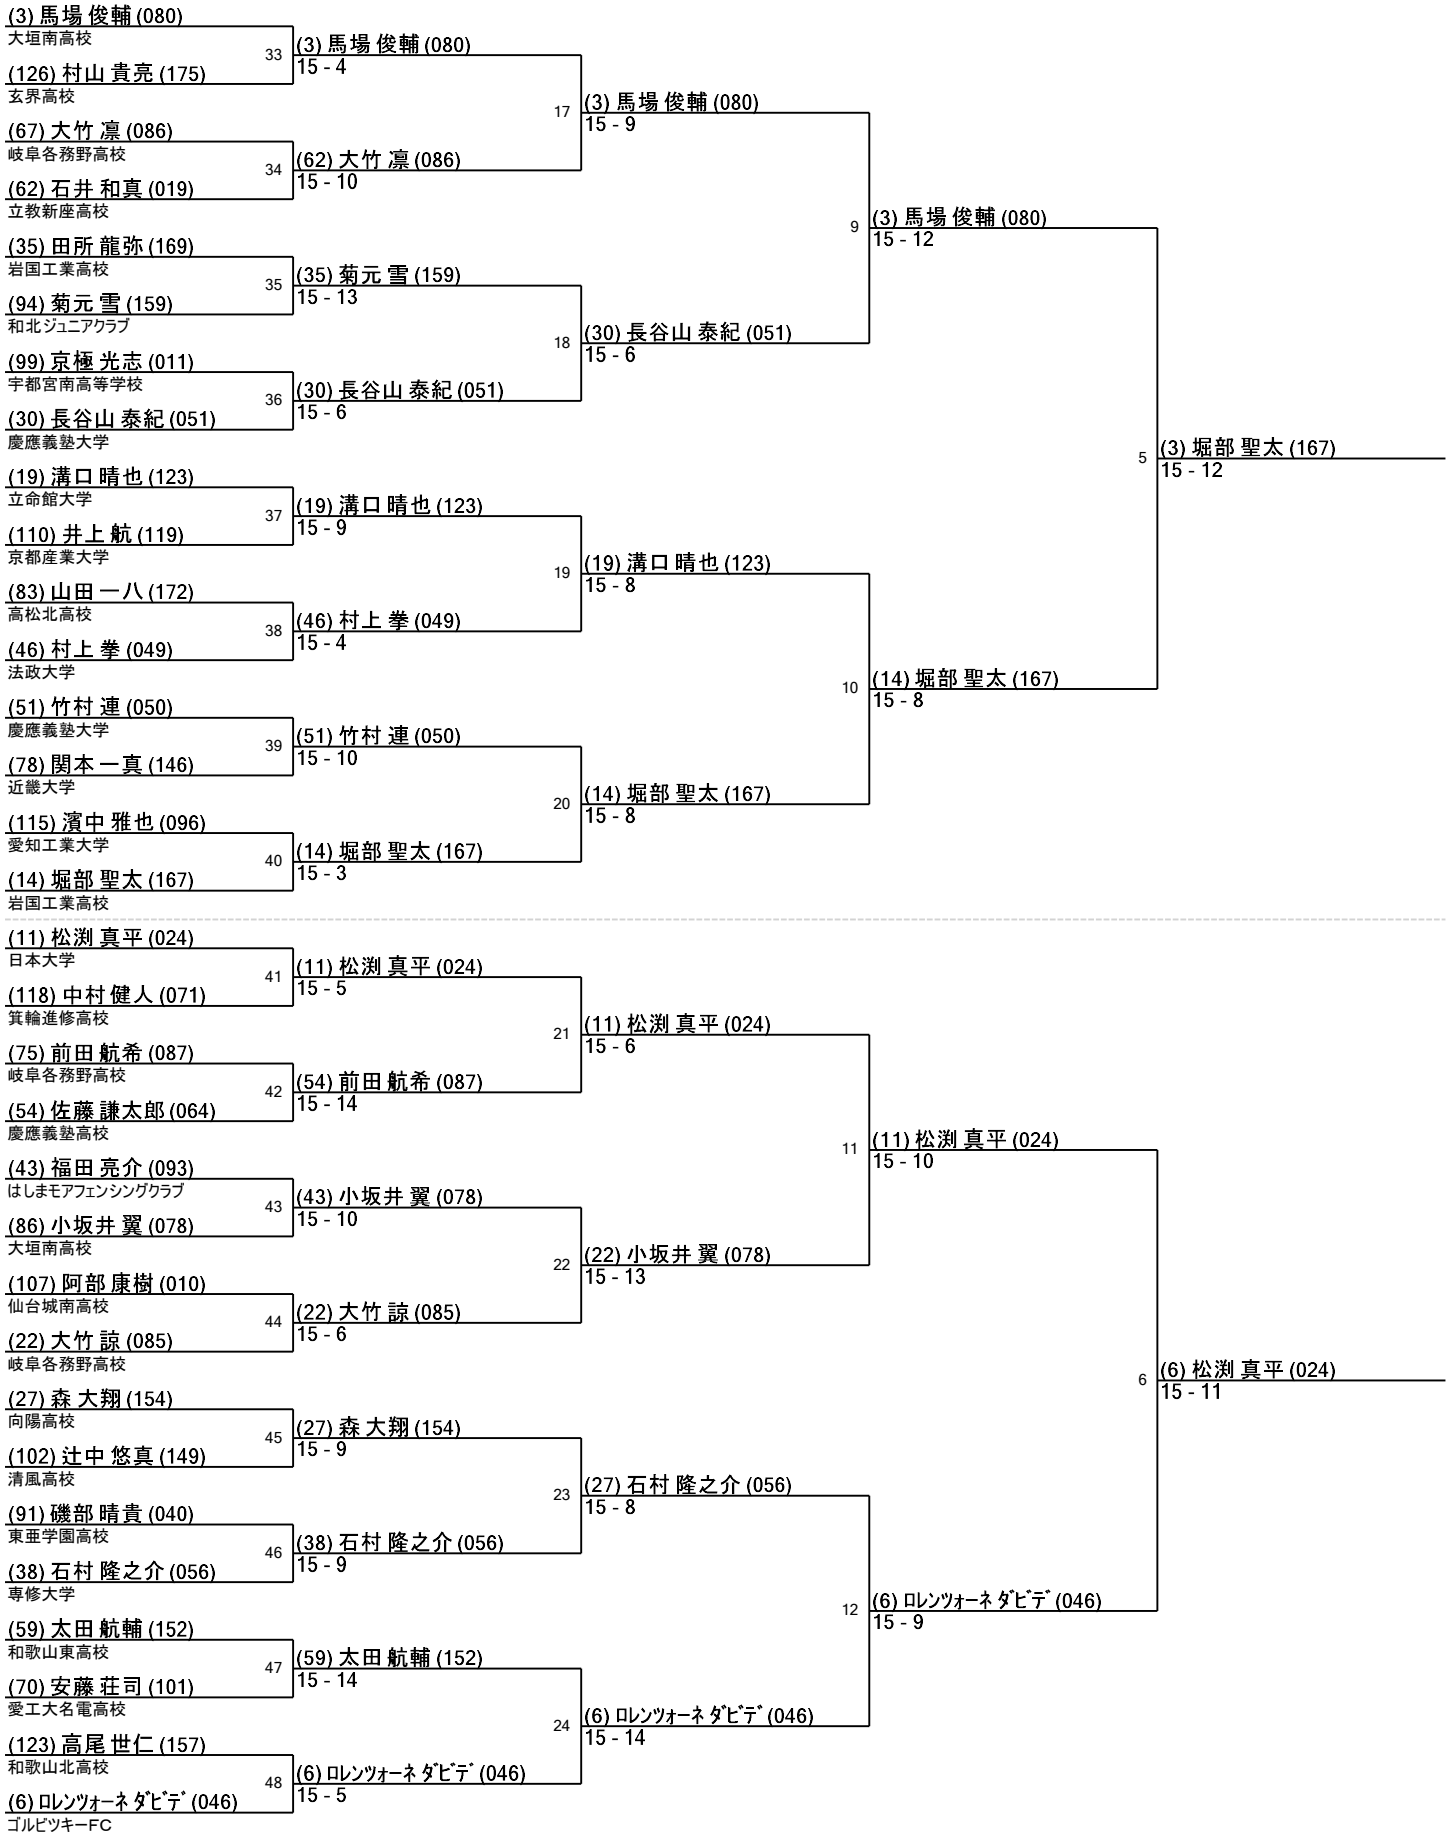 (3) 馬場 俊輔 (080)
大垣南高校
33
(3) 馬場 俊輔 (080)
15 - 4
(126) 村山 貴亮 (175)
玄界高校
17
(3) 馬場 俊輔 (080)
15 - 9
(67) 大竹 凛 (086)
岐阜各務野高校
34
(62) 大竹 凛 (086)
15 - 10
(62) 石井 和真 (019)
立教新座高校
9
(3) 馬場 俊輔 (080)
15 - 12
(35) 田所 龍弥 (169)
岩国工業高校
35
(35) 菊元 雪 (159)
15 - 13
(94) 菊元 雪 (159)
和北ジュニアクラブ
18
(30) 長谷山 泰紀 (051)
15 - 6
(99) 京極 光志 (011)
宇都宮南高等学校
36
(30) 長谷山 泰紀 (051)
15 - 6
(30) 長谷山 泰紀 (051)
慶應義塾大学
5
(3) 堀部 聖太 (167)
15 - 12
(19) 溝口 晴也 (123)
立命館大学
37
(19) 溝口 晴也 (123)
15 - 9
(110) 井上 航 (119)
京都産業大学
19
(19) 溝口 晴也 (123)
15 - 8
(83) 山田 一八 (172)
高松北高校
38
(46) 村上 拳 (049)
15 - 4
(46) 村上 拳 (049)
法政大学
10
(14) 堀部 聖太 (167)
15 - 8
(51) 竹村 連 (050)
慶應義塾大学
39
(51) 竹村 連 (050)
15 - 10
(78) 関本 一真 (146)
近畿大学
20
(14) 堀部 聖太 (167)
15 - 8
(115) 濱中 雅也 (096)
愛知工業大学
40
(14) 堀部 聖太 (167)
15 - 3
(14) 堀部 聖太 (167)
岩国工業高校
(11) 松渕 真平 (024)
日本大学
41
(11) 松渕 真平 (024)
15 - 5
(118) 中村 健人 (071)
箕輪進修高校
21
(11) 松渕 真平 (024)
15 - 6
(75) 前田 航希 (087)
岐阜各務野高校
42
(54) 前田 航希 (087)
15 - 14
(54) 佐藤 謙太郎 (064)
慶應義塾高校
11
(11) 松渕 真平 (024)
15 - 10
(43) 福田 亮介 (093)
はしまモアフェンシングクラブ
43
(43) 小坂井 翼 (078)
15 - 10
(86) 小坂井 翼 (078)
大垣南高校
22
(22) 小坂井 翼 (078)
15 - 13
(107) 阿部 康樹 (010)
仙台城南高校
44
(22) 大竹 諒 (085)
15 - 6
(22) 大竹 諒 (085)
岐阜各務野高校
6
(6) 松渕 真平 (024)
15 - 11
(27) 森 大翔 (154)
向陽高校
45
(27) 森 大翔 (154)
15 - 9
(102) 辻中 悠真 (149)
清風高校
23
(27) 石村 隆之介 (056)
15 - 8
(91) 磯部 晴貴 (040)
東亜学園高校
46
(38) 石村 隆之介 (056)
15 - 9
(38) 石村 隆之介 (056)
専修大学
12
(6) ﾛﾚﾝﾂｫｰﾈ ﾀﾞﾋﾞﾃﾞ (046)
15 - 9
(59) 太田 航輔 (152)
和歌山東高校
47
(59) 太田 航輔 (152)
15 - 14
(70) 安藤 荘司 (101)
愛工大名電高校
24
(6) ﾛﾚﾝﾂｫｰﾈ ﾀﾞﾋﾞﾃﾞ (046)
15 - 14
(123) 高尾 世仁 (157)
和歌山北高校
48
(6) ﾛﾚﾝﾂｫｰﾈ ﾀﾞﾋﾞﾃﾞ (046)
15 - 5
(6) ﾛﾚﾝﾂｫｰﾈ ﾀﾞﾋﾞﾃﾞ (046)
ゴルビツキーFC